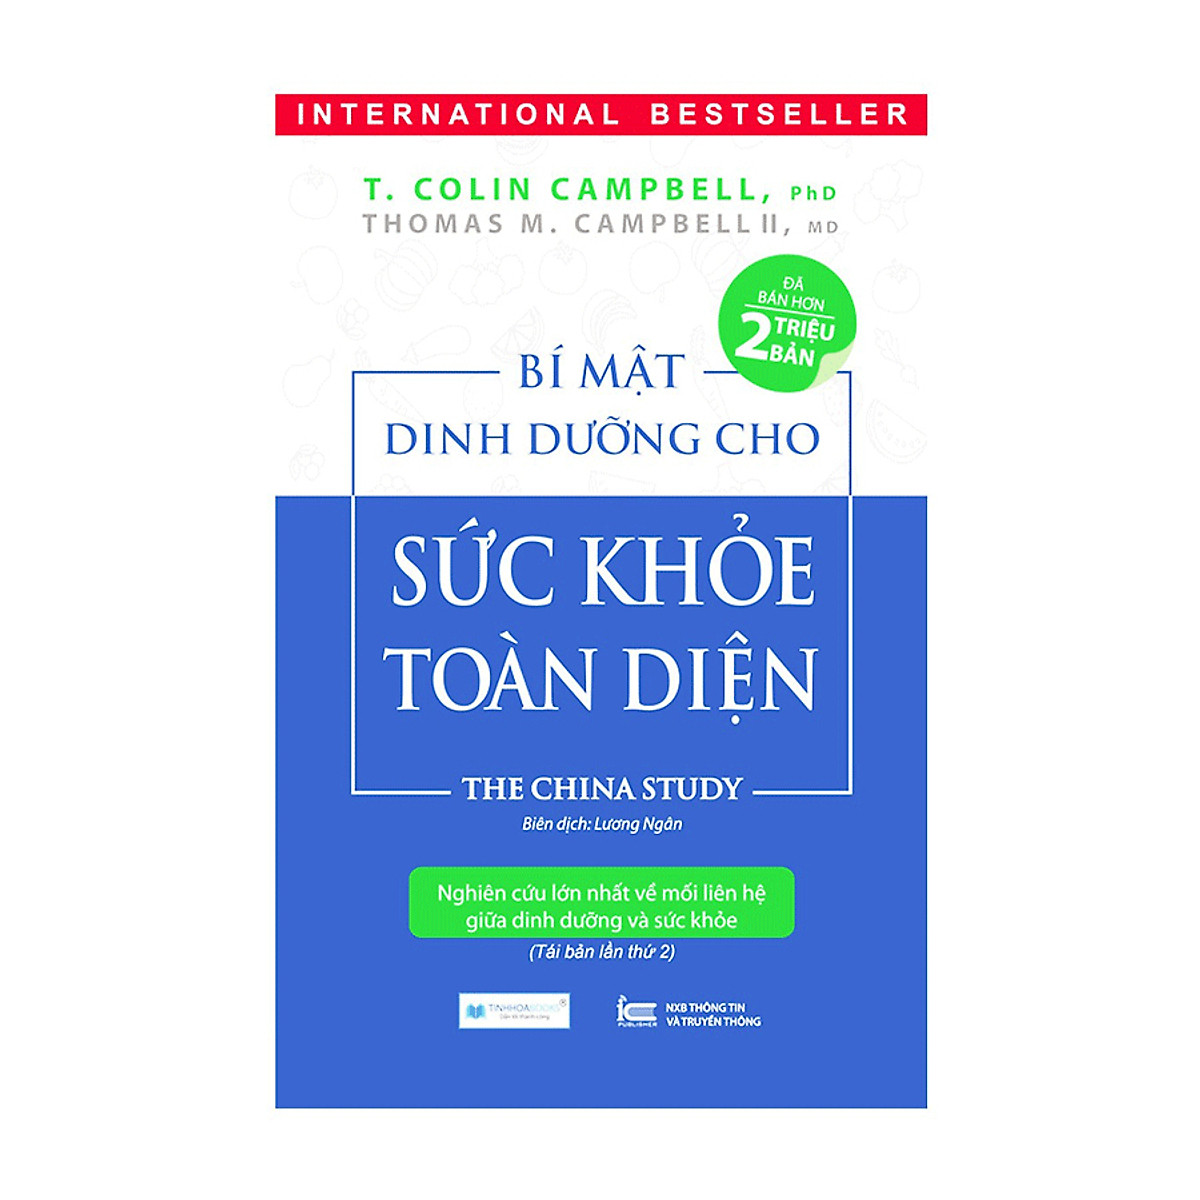 INTERNATIONAL BESTSELLER
T. COLIN CAMPBELL, PhD
THOMAS M. CAMPBELL II, MD
ĐÃ
BÁN HƠN
2 TRIỆU
BẢN
BÍ MẬT
DINH DƯỠNG CHO
SỨC KHỎE
TOÀN DIỆN
THE CHINA STUDY
Biên dịch: Lương Ngân
Nghiên cứu lớn nhất về mối liên hệ
giữa dinh dưỡng và sức khỏe
(Tái bản lần thứ 2)
TINHHOABOOKS®
PUBLISHER
NXB THÔNG TIN
VÀ TRUYỀN THÔNG